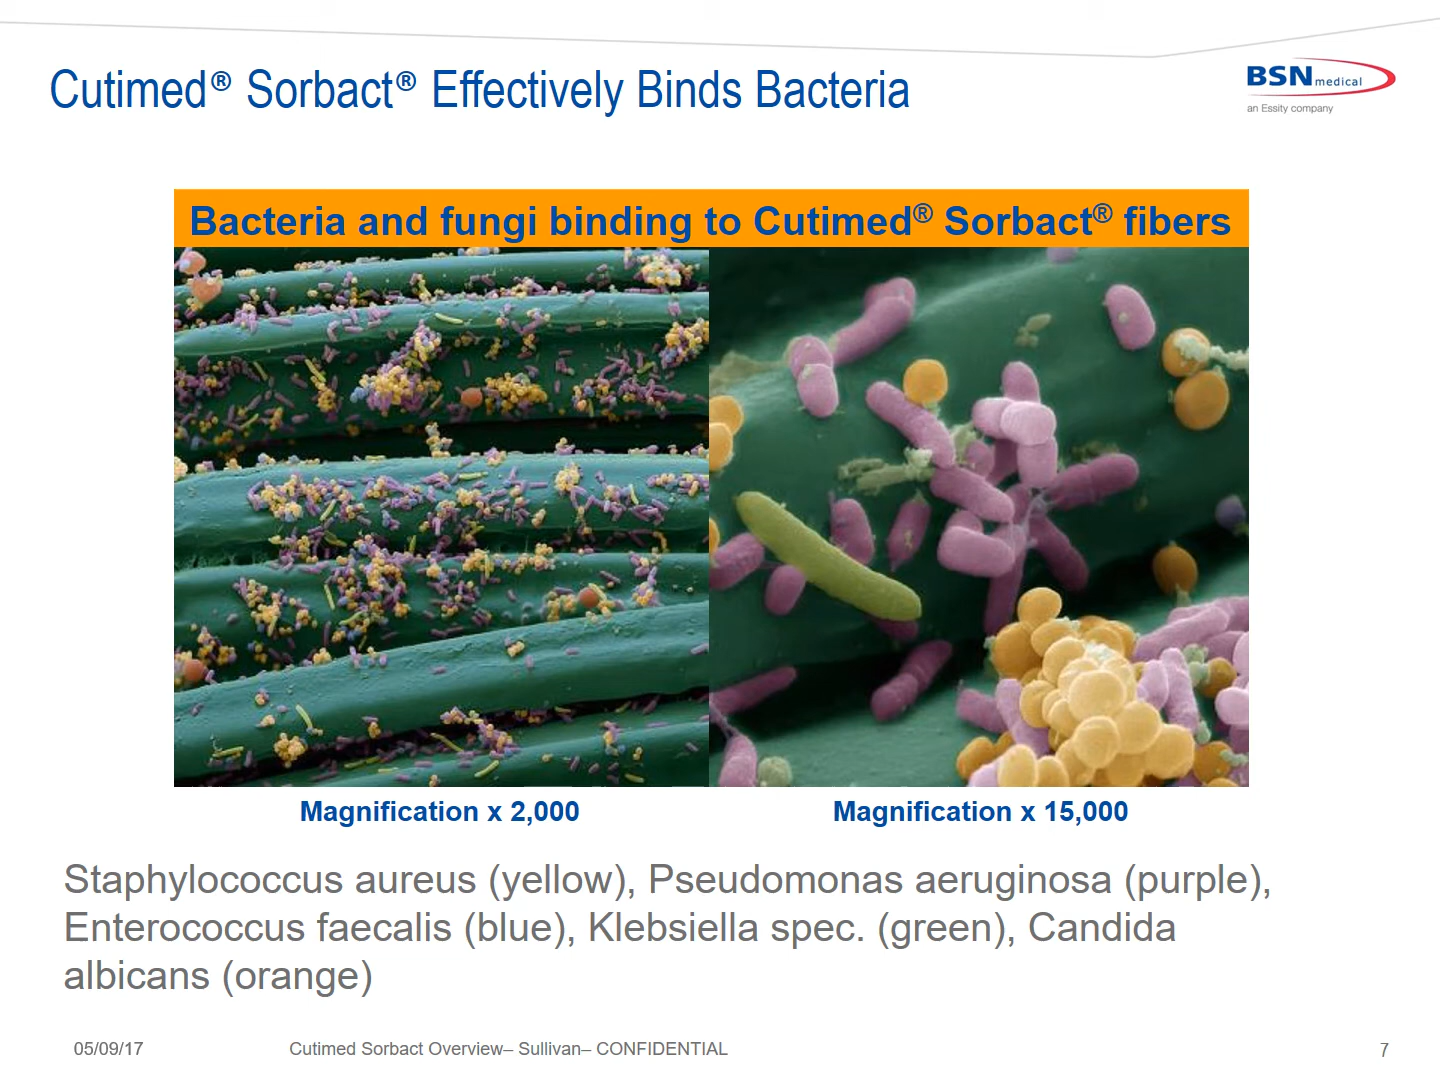 Cutimed® Sorbact® Effectively Binds Bacteria
BSN medical
an Essity company
Bacteria and fungi binding to Cutimed® Sorbact® fibers
Magnification x 2,000
Magnification x 15,000
Staphylococcus aureus (yellow), Pseudomonas aeruginosa (purple),
Enterococcus faecalis (blue), Klebsiella spec. (green), Candida
albicans (orange)
05/09/17
Cutimed Sorbact Overview– Sullivan– CONFIDENTIAL
7